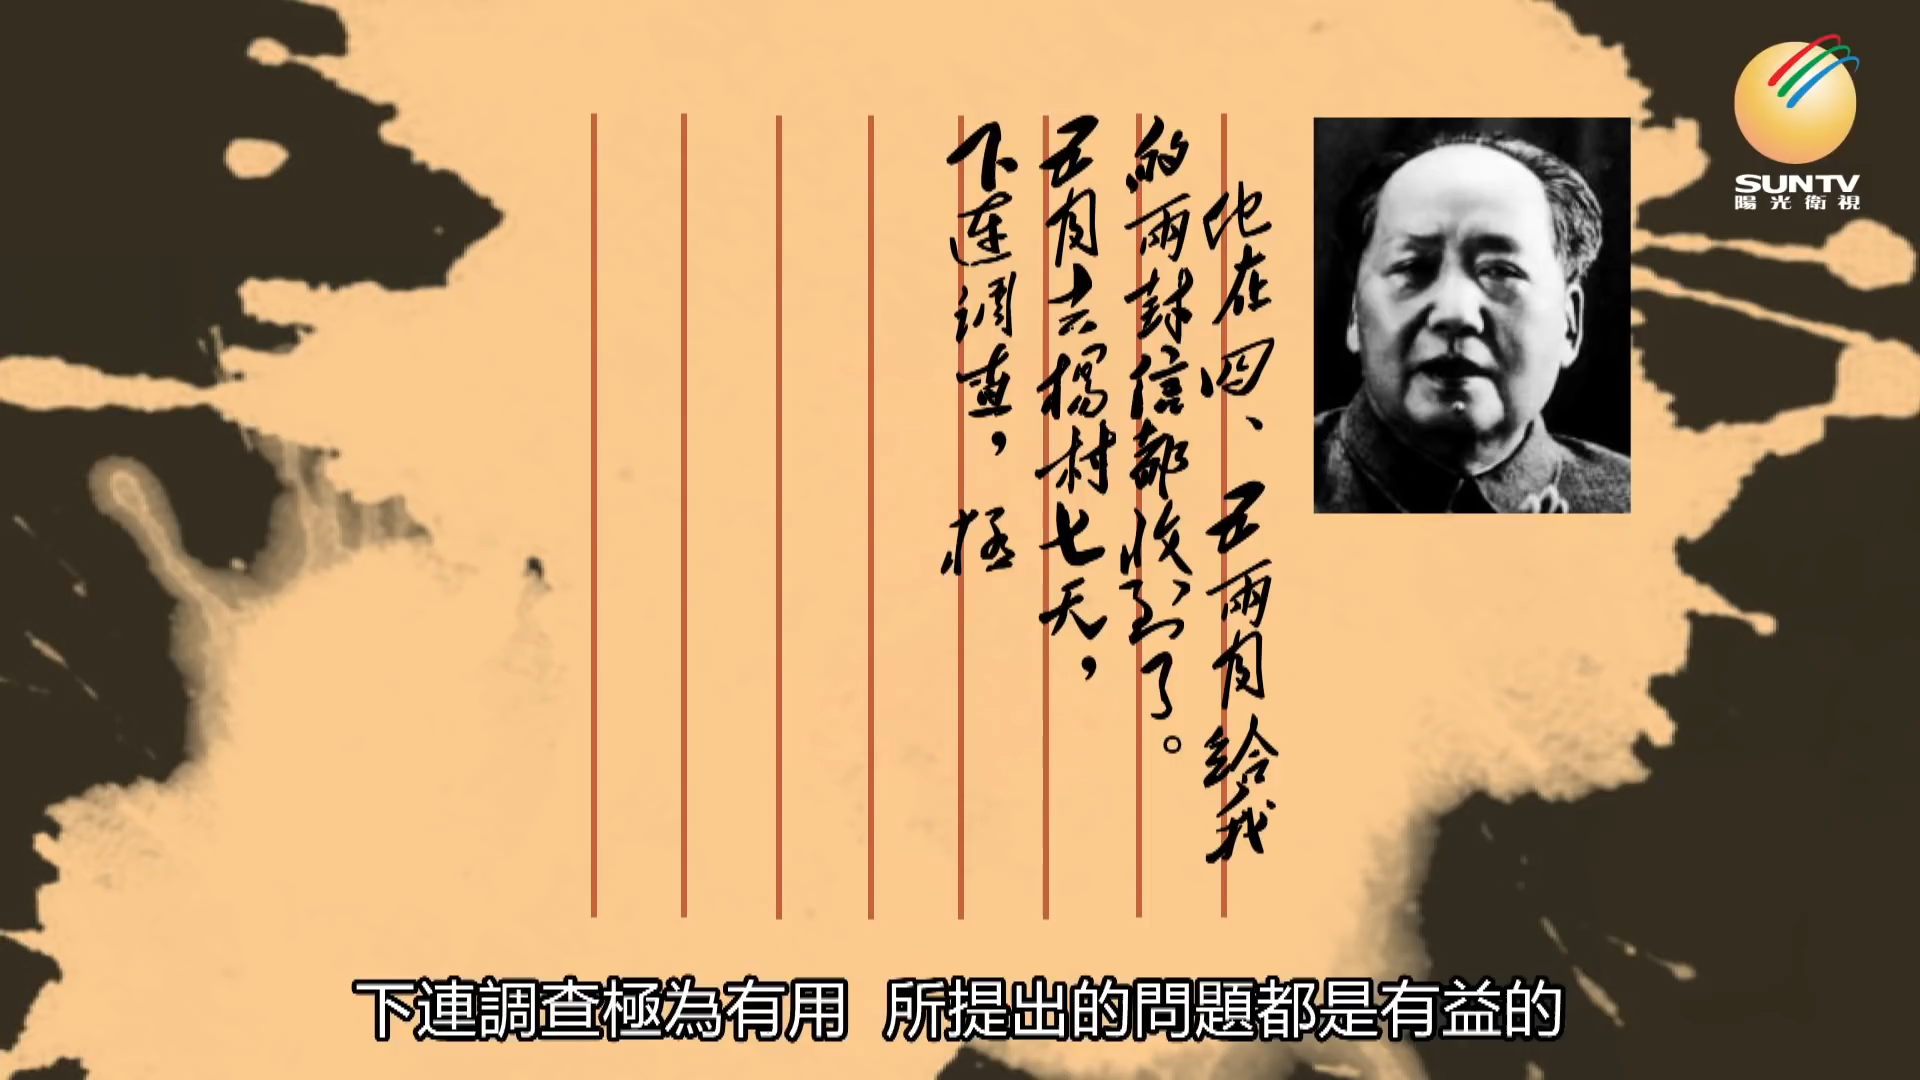 他在四、五兩月給我
的兩封信都收到了。
五月去楊村七天，
下連調查，極
SUNTV
陽光衛視
下連調查極為有用 所提出的問題都是有益的